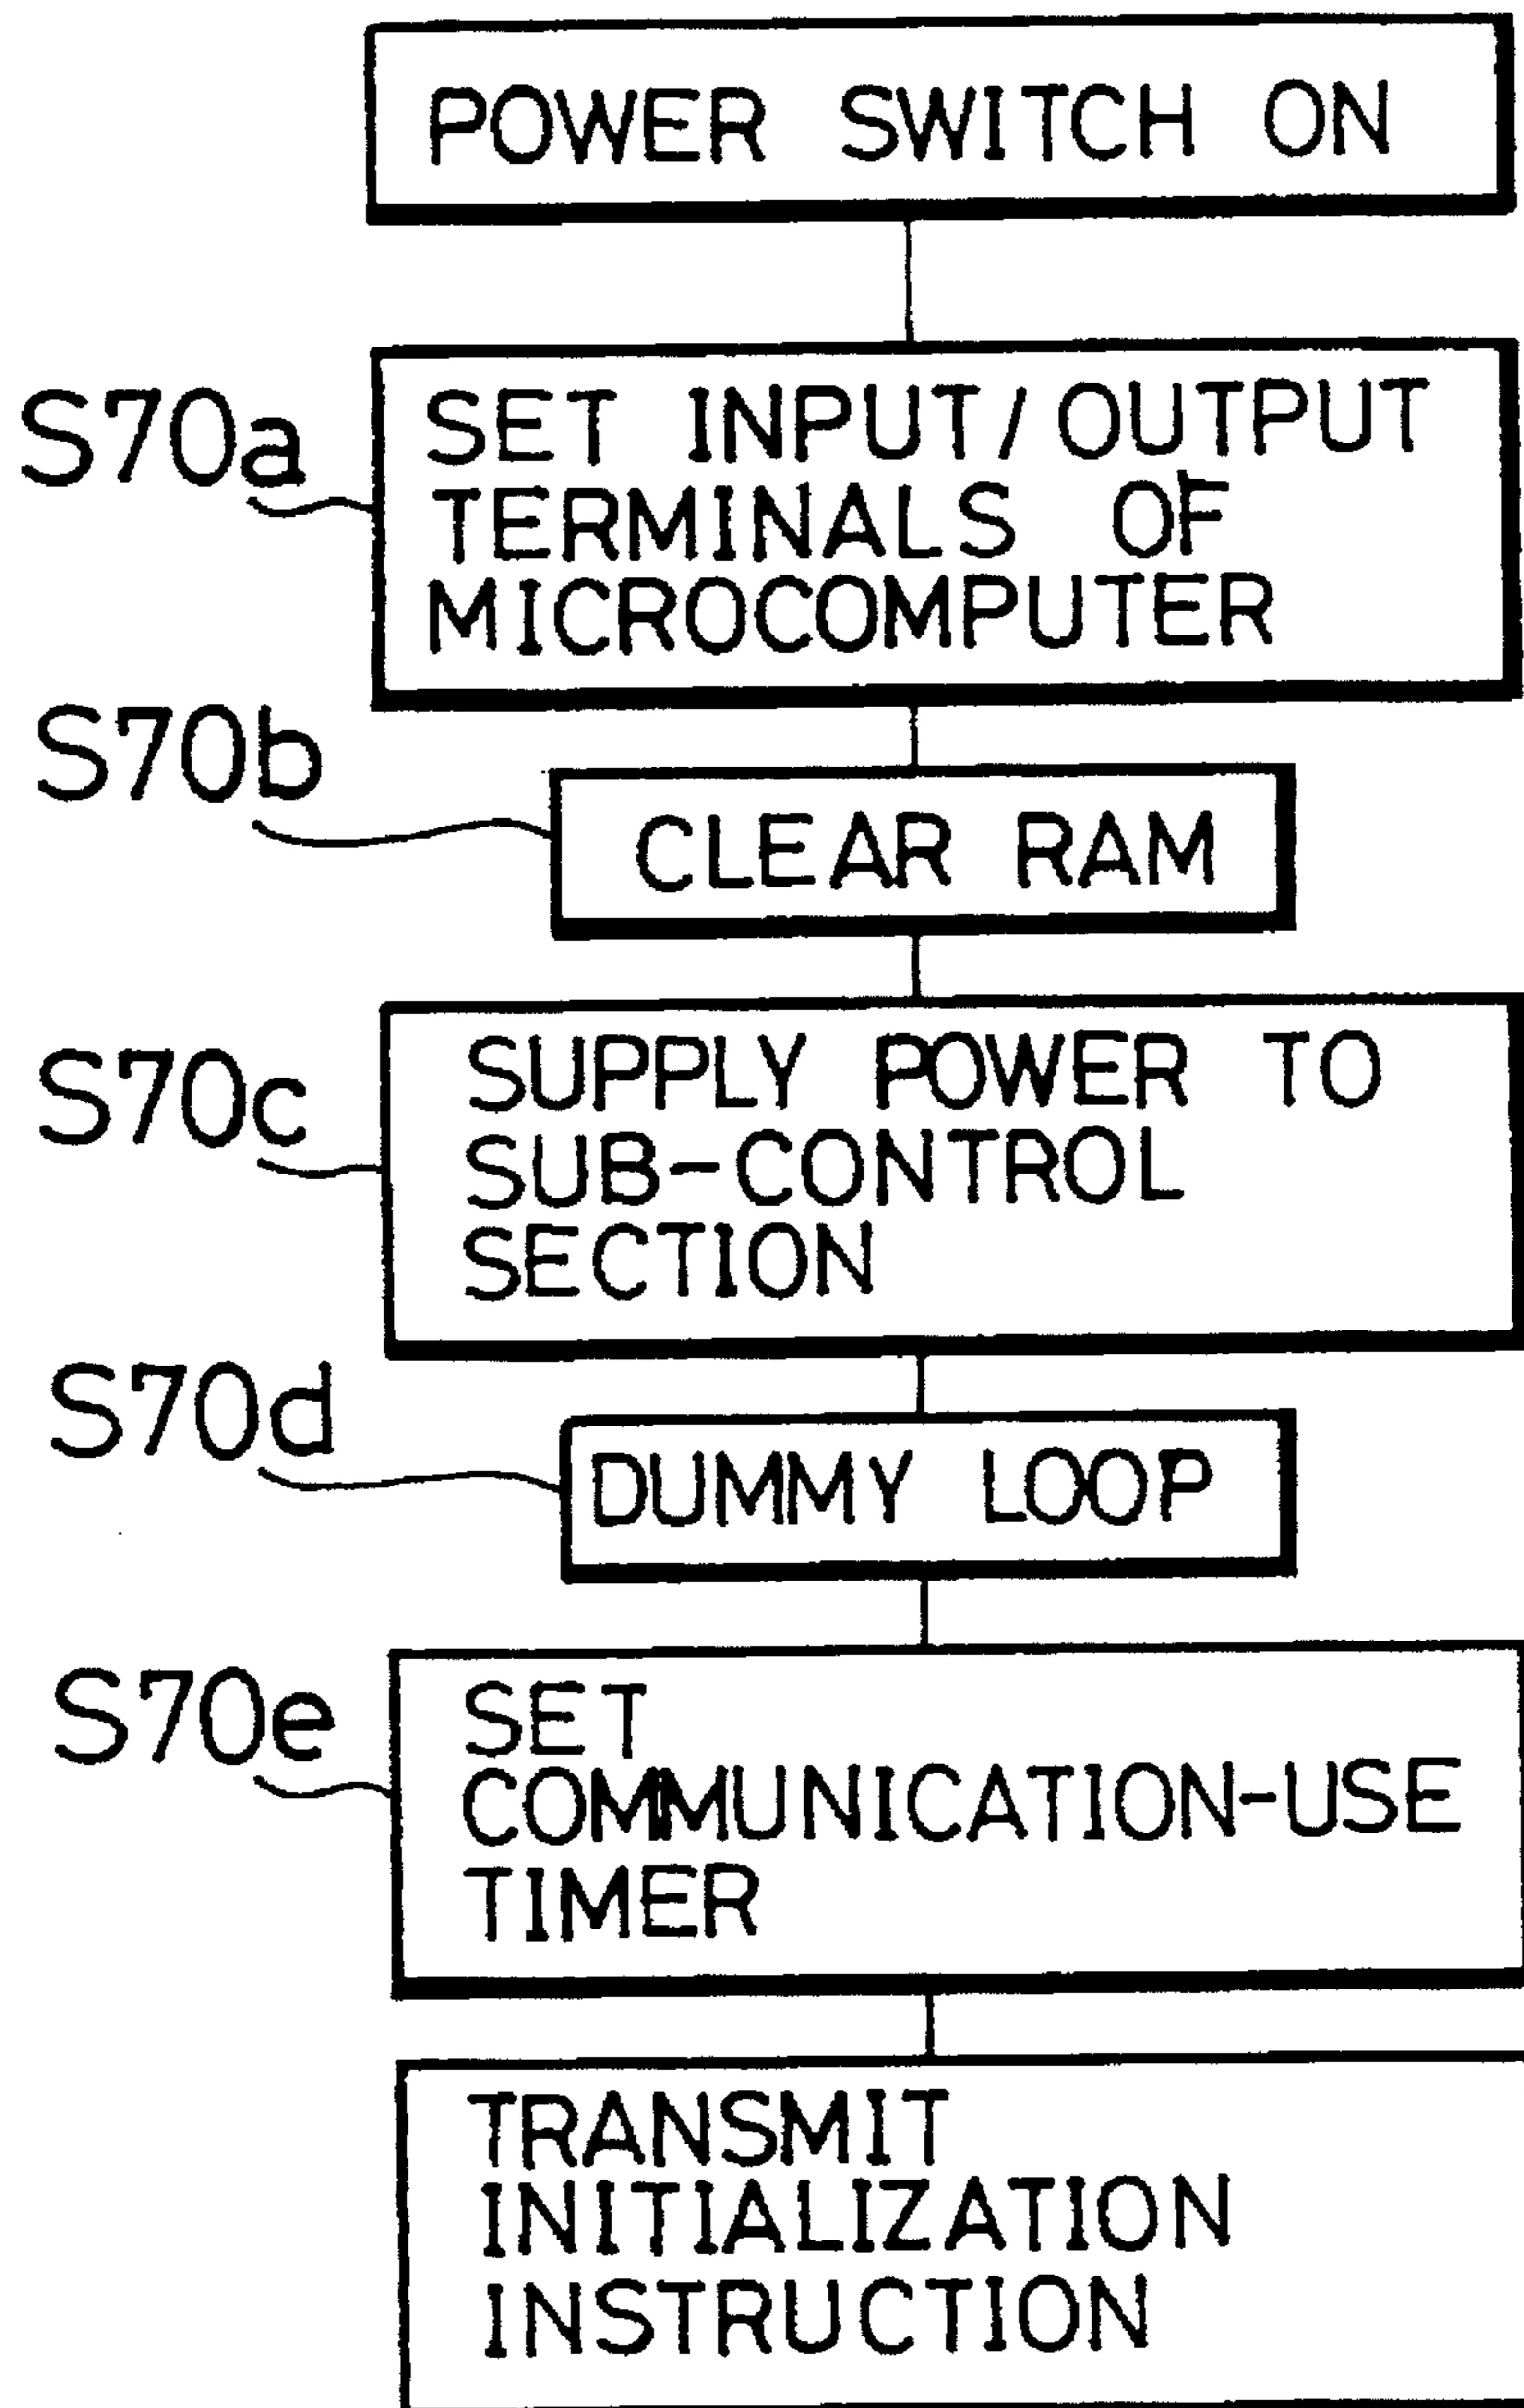 POWER SWITCH ON
S70a
SET INPUT/OUTPUT
TERMINALS OF
MICROCOMPUTER
S70b
CLEAR RAM
S70c
SUPPLY POWER TO
SUB-CONTROL
SECTION
S70d
DUMMY LOOP
S70e
SET
COMMUNICATION-USE
TIMER
TRANSMIT
INITIALIZATION
INSTRUCTION